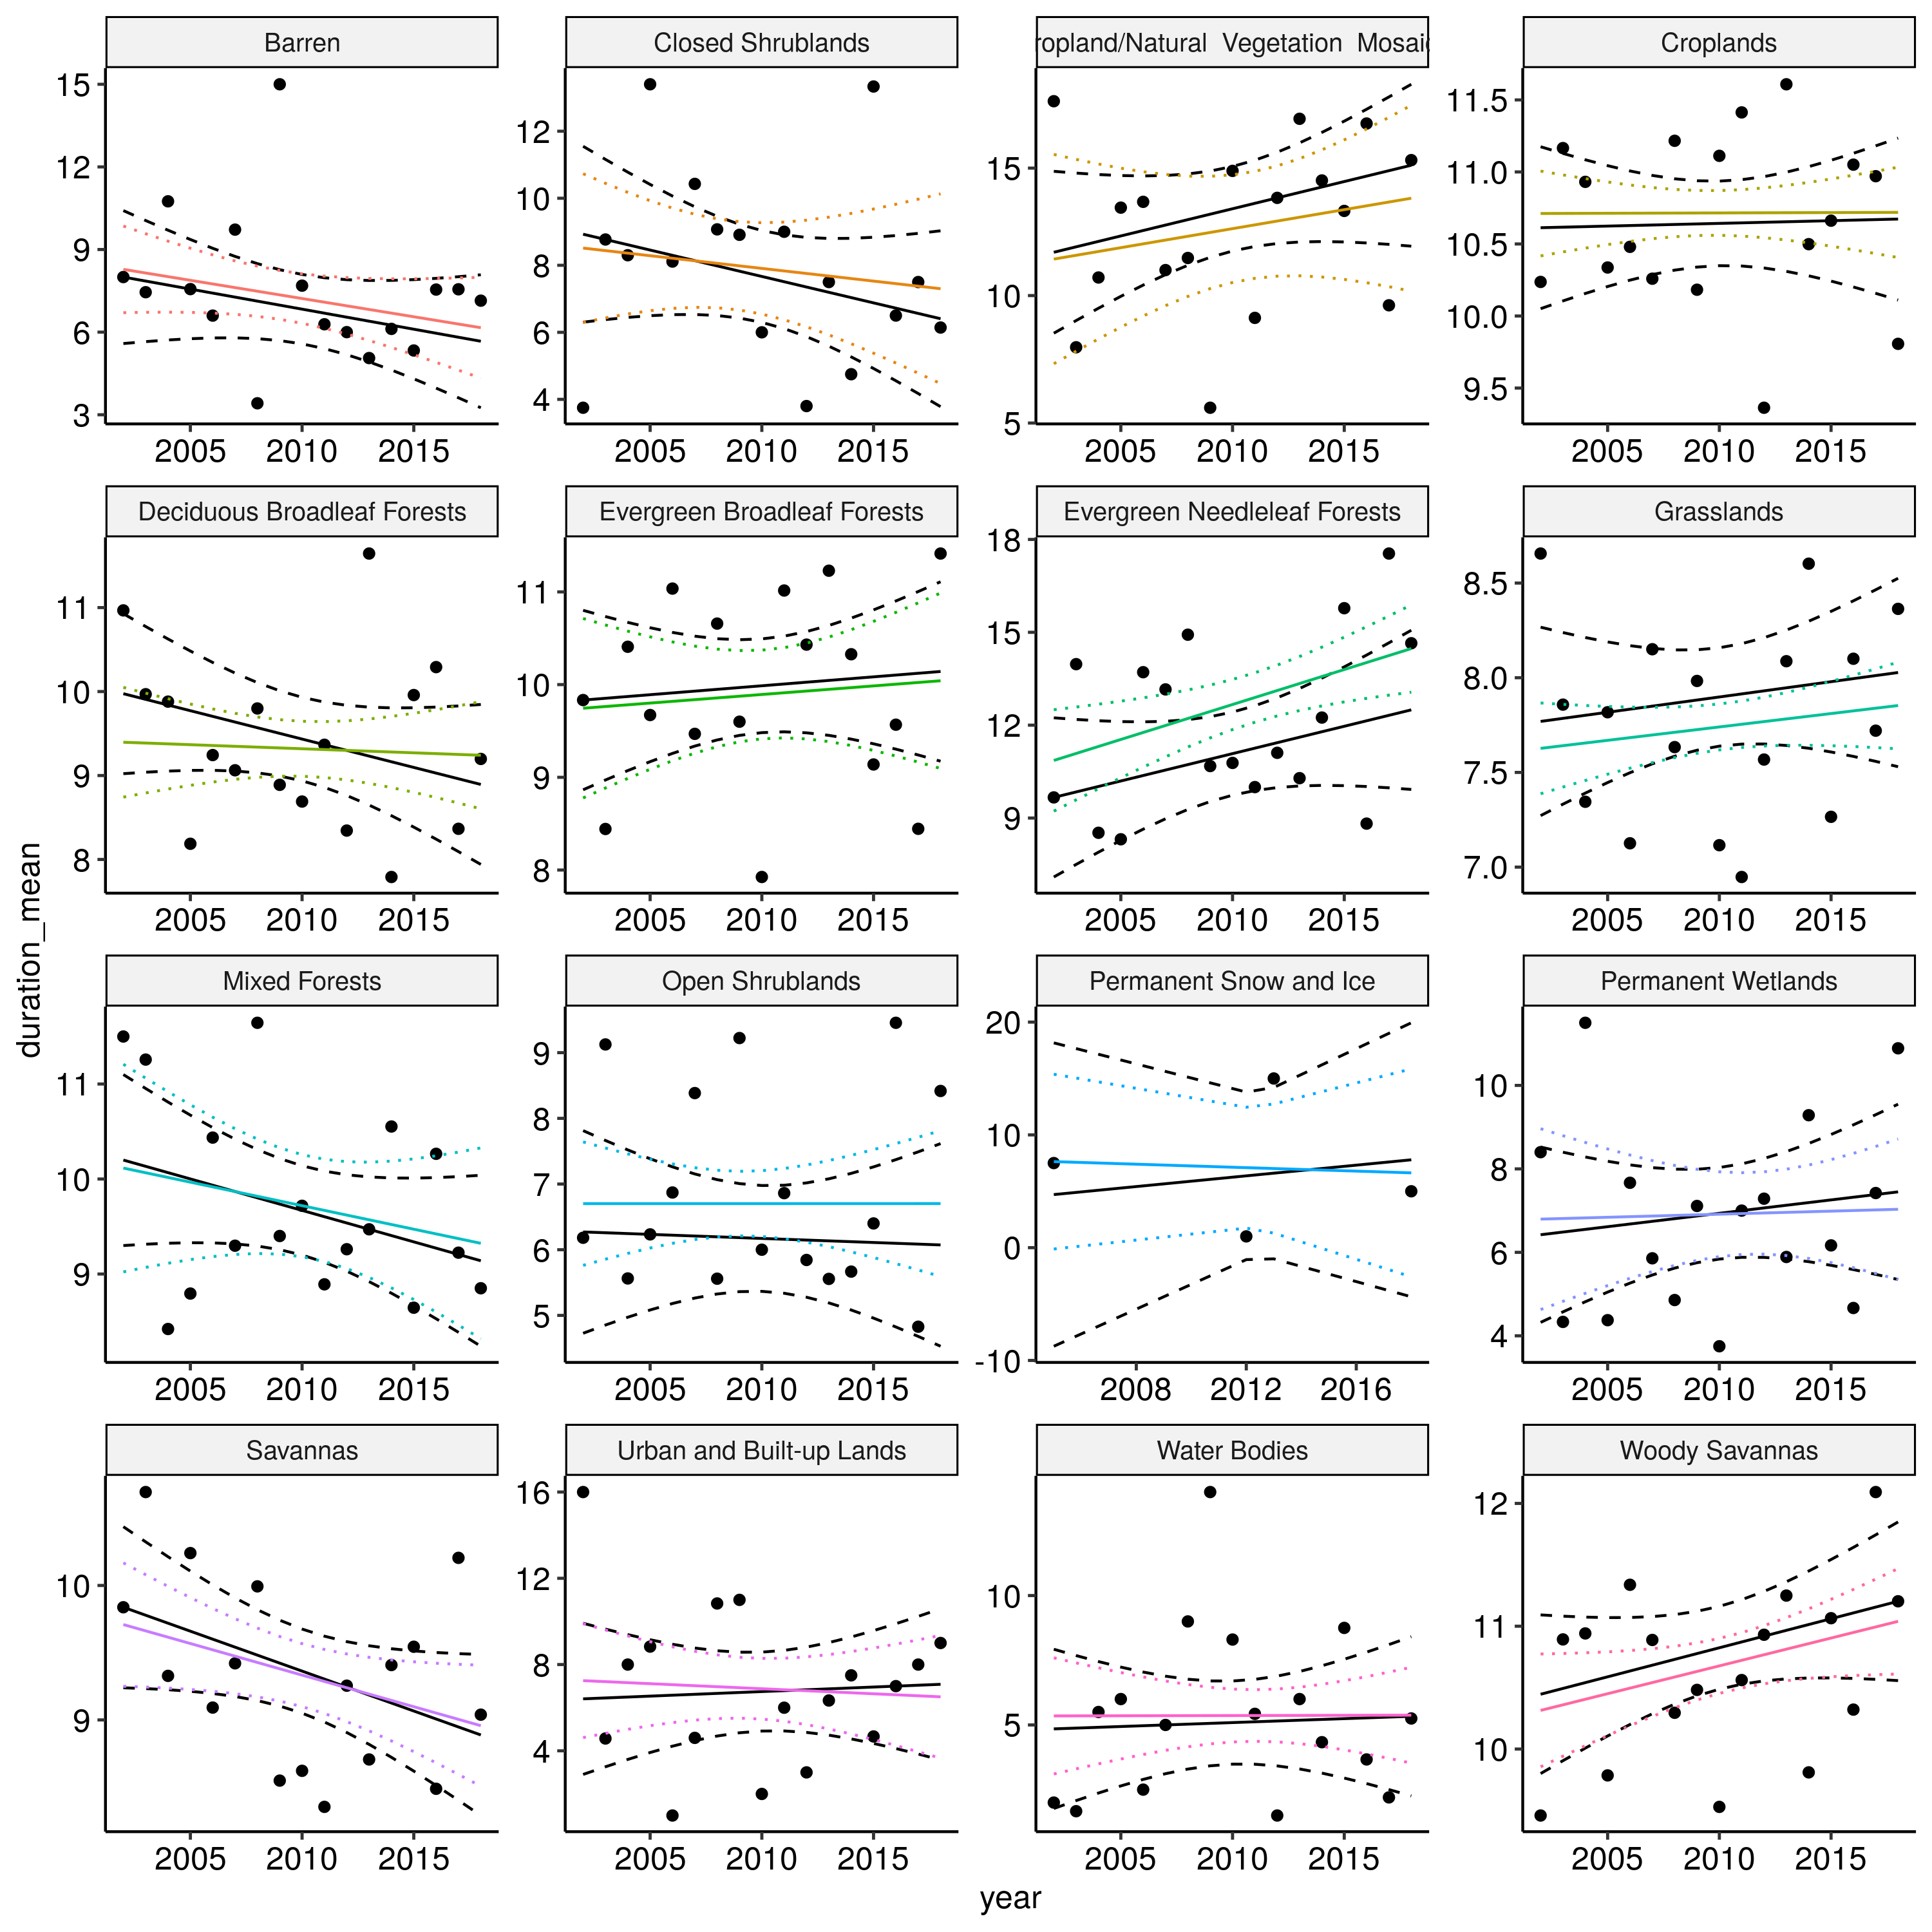 Barren
Closed Shrublands
ropland/Natural Vegetation Mosai
Croplands
15
12
9
6
3
2005 2010 2015
12
10
8
6
4
2005 2010 2015
15
10
5
2005 2010 2015
11.5
11.0
10.5
10.0
9.5
2005 2010 2015
Deciduous Broadleaf Forests
Evergreen Broadleaf Forests
Evergreen Needleleaf Forests
Grasslands
11
10
9
8
2005 2010 2015
11
10
9
8
2005 2010 2015
18
15
12
9
2005 2010 2015
8.5
8.0
7.5
7.0
2005 2010 2015
duration_mean
Mixed Forests
Open Shrublands
Permanent Snow and Ice
Permanent Wetlands
11
10
9
2005 2010 2015
9
8
7
6
5
2005 2010 2015
20
10
0
-10
2008 2012 2016
10
8
6
4
2005 2010 2015
Savannas
Urban and Built-up Lands
Water Bodies
Woody Savannas
10
9
2005 2010 2015
16
12
8
4
2005 2010 2015
10
5
2005 2010 2015
12
11
10
2005 2010 2015
year